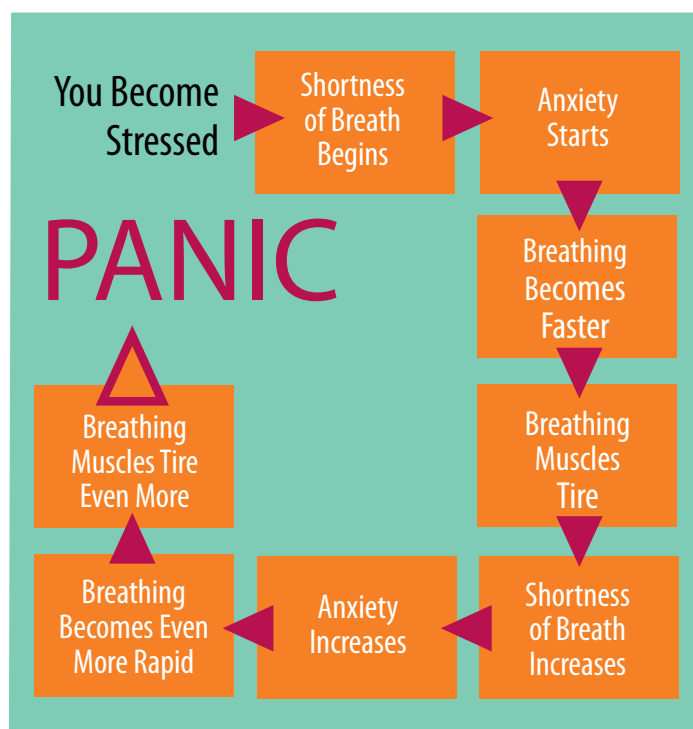 You Become
Stressed
Shortness
of Breath
Begins
Anxiety
Starts
Breathing
Becomes
Faster
Breathing
Muscles
Tire
Shortness
of Breath
Increases
Anxiety
Increases
Breathing
Becomes Even
More Rapid
Breathing
Muscles Tire
Even More
PANIC